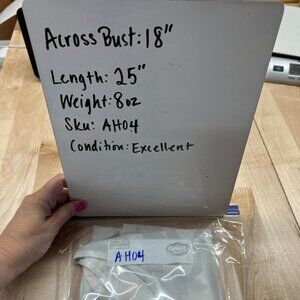 Across Bust: 18"
Length: 25"
Weight: 8oz
Sku: AH04
Condition: Excellent
AH04